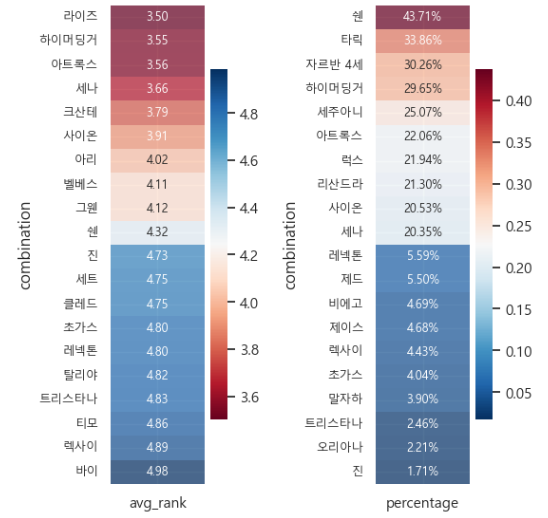 combination
라이즈 3.50
하이머딩거 3.55
아트록스 3.56
세나 3.66
크산테 3.79
사이온 3.91
아리 4.02
벨베스 4.11
그웬 4.12
쉔 4.32
진 4.73
세트 4.75
클레드 4.75
초가스 4.80
레넥톤 4.80
탈리야 4.82
트리스타나 4.83
티모 4.86
렉사이 4.89
바이 4.98
avg_rank
4.8
4.6
4.4
4.2
4.0
3.8
3.6
combination
쉔 43.71%
타릭 33.86%
자르반 4세 30.26%
하이머딩거 29.65%
세주아니 25.07%
아트록스 22.06%
럭스 21.94%
리산드라 21.30%
사이온 20.53%
세나 20.35%
레넥톤 5.59%
제드 5.50%
비에고 4.69%
제이스 4.68%
렉사이 4.43%
초가스 4.04%
말자하 3.90%
트리스타나 2.46%
오리아나 2.21%
진 1.71%
percentage
0.40
0.35
0.30
0.25
0.20
0.15
0.10
0.05